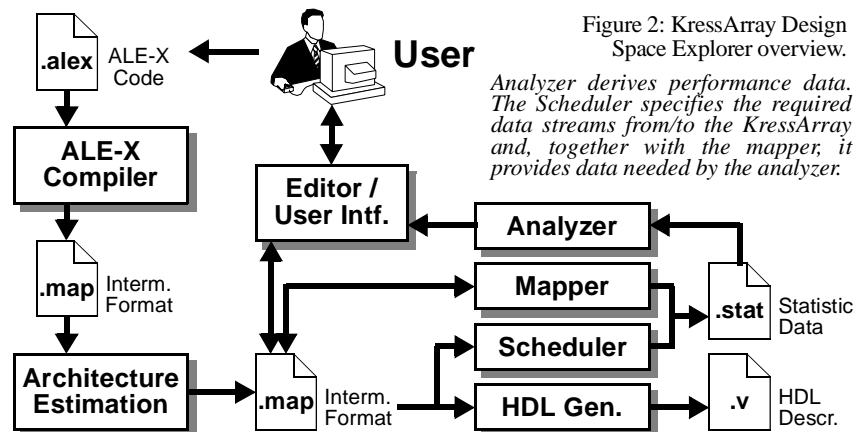 Figure 2: KressArray Design
Space Explorer overview.
Analyzer derives performance data.
The Scheduler specifies the required
data streams from/to the KressArray
and, together with the mapper, it
provides data needed by the analyzer.
.alex
ALE-X
Code
User
ALE-X
Compiler
Editor /
User Intf.
Analyzer
.map
Interm.
Format
Mapper
.stat
Statistic
Data
Scheduler
Architecture
Estimation
.map
Interm.
Format
HDL Gen.
.v
HDL
Descr.